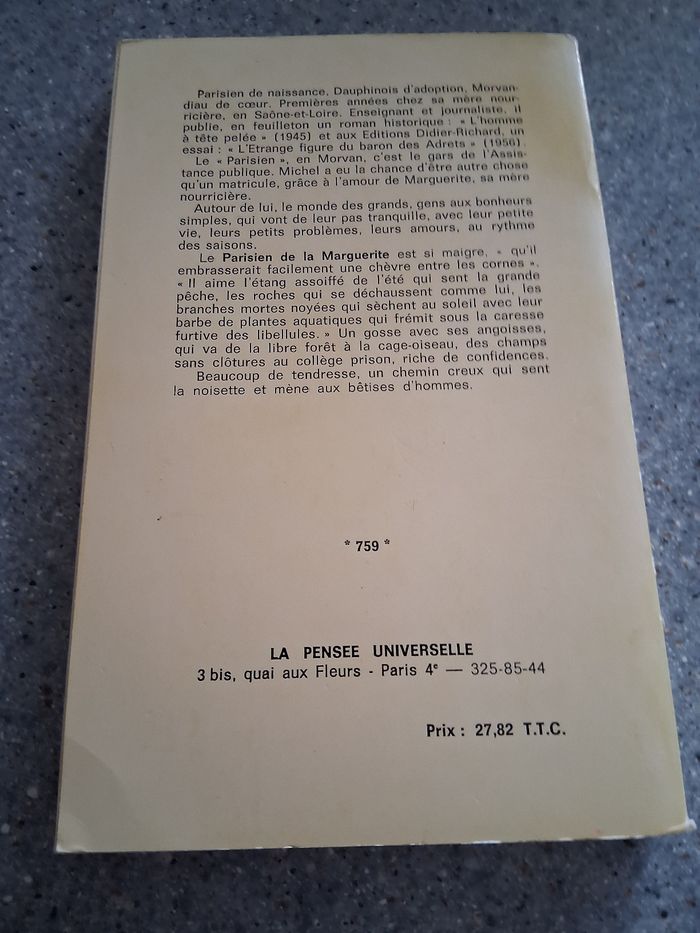 Parisien de naissance, Dauphinois d'adoption, Morvan-
diau de cœur. Premières années chez sa mère nour-
ricière, en Saône-et-Loire. Enseignant et journaliste, il
publie, en feuilleton un roman historique : « L'homme
à tête pelée » (1945) et aux Editions Didier-Richard, un
essai : « L'Etrange figure du baron des Adrets » (1956).
Le « Parisien », en Morvan, c'est le gars de l'Assis-
tance publique. Michel a eu la chance d'être autre chose
qu'un matricule, grâce à l'amour de Marguerite, sa mère
nourricière.
Autour de lui, le monde des grands, gens aux bonheurs
simples, qui vont de leur pas tranquille, avec leur petite
vie, leurs petits problèmes, leurs amours, au rythme
des saisons.
Le Parisien de la Marguerite est si maigre, « qu'il
embrasserait facilement une chèvre entre les cornes ».
« Il aime l'étang assoiffé de l'été qui sent la grande
pêche, les roches qui se déchaussent comme lui, les
branches mortes noyées qui sèchent au soleil avec leur
barbe de plantes aquatiques qui frémit sous la caresse
furtive des libellules. » Un gosse avec ses angoisses,
qui va de la libre forêt à la cage-oiseau, des champs
sans clôtures au collège prison, riche de confidences.
Beaucoup de tendresse, un chemin creux qui sent
la noisette et mène aux bêtises d'hommes.
* 759 *
LA PENSEE UNIVERSELLE
3 bis, quai aux Fleurs - Paris 4e — 325-85-44
Prix : 27,82 T.T.C.